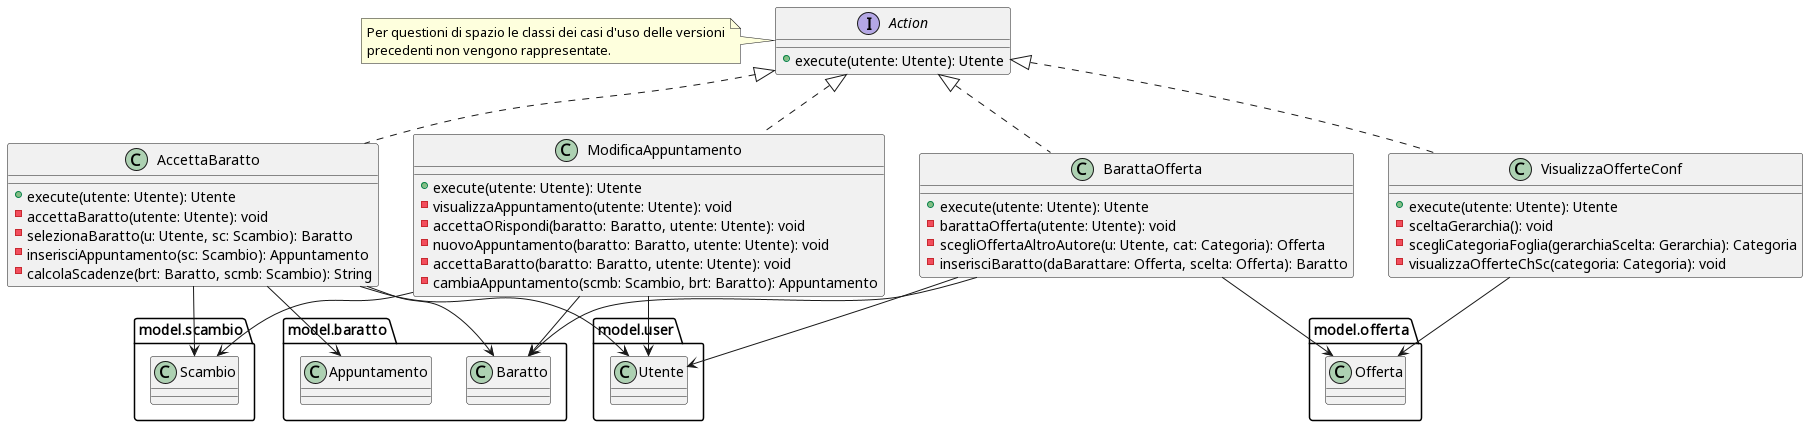 Per questioni di spazio le classi dei casi d'uso delle versioni
precedenti non vengono rappresentate.
I Action
execute(utente: Utente): Utente
C AccettaBaratto
execute(utente: Utente): Utente
accettaBaratto(utente: Utente): void
selezionaBaratto(u: Utente, sc: Scambio): Baratto
inserisciAppuntamento(sc: Scambio): Appuntamento
calcolaScadenze(brt: Baratto, scmb: Scambio): String
C ModificaAppuntamento
execute(utente: Utente): Utente
visualizzaAppuntamento(utente: Utente): void
accettaORispondi(baratto: Baratto, utente: Utente): void
nuovoAppuntamento(baratto: Baratto, utente: Utente): void
accettaBaratto(baratto: Baratto, utente: Utente): void
cambiaAppuntamento(scmb: Scambio, brt: Baratto): Appuntamento
C BarattaOfferta
execute(utente: Utente): Utente
barattaOfferta(utente: Utente): void
scegliOffertaAltroAutore(u: Utente, cat: Categoria): Offerta
inserisciBaratto(daBarattare: Offerta, scelta: Offerta): Baratto
C VisualizzaOfferteConf
execute(utente: Utente): Utente
sceltaGerarchia(): void
scegliCategoriaFoglia(gerarchiaScelta: Gerarchia): Categoria
visualizzaOfferteChSc(categoria: Categoria): void
model.scambio
C Scambio
model.baratto
C Appuntamento
C Baratto
model.user
C Utente
model.offerta
C Offerta